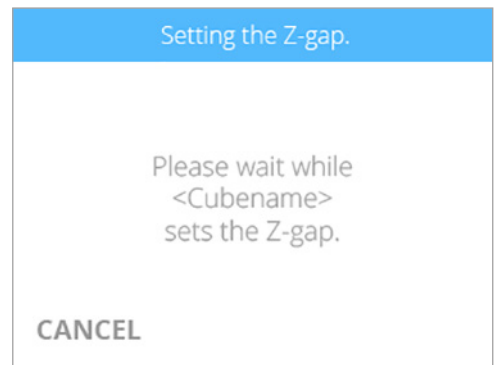 Setting the Z-gap.
Please wait while
<Cubename>
sets the Z-gap.
CANCEL